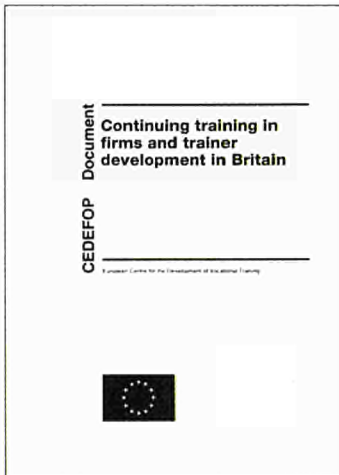 CEDEFOP Document
Continuing training in
firms and trainer
development in Britain
European Centre for the Development of Vocational Training